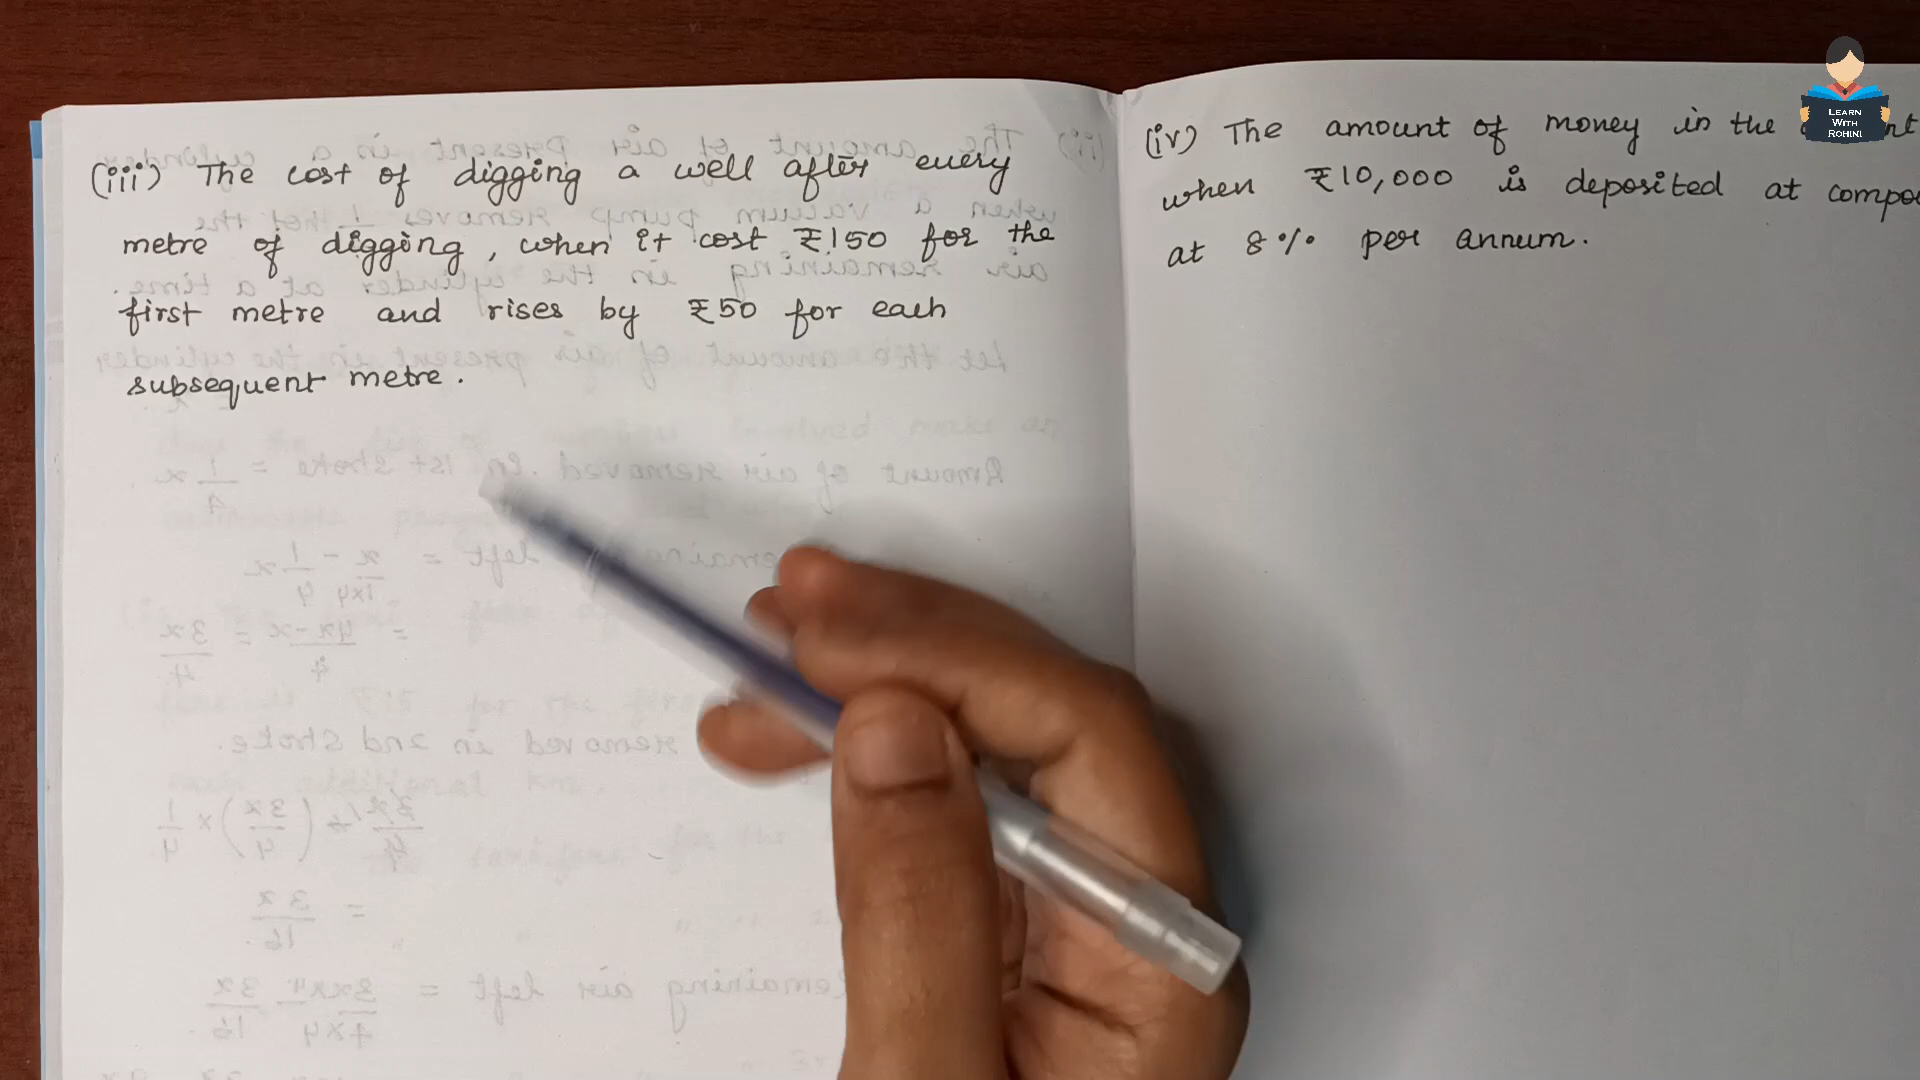 (iii) The cost of digging a well after every
metre of digging, when it cost ₹150 for the
first metre and rises by ₹50 for each
subsequent metre.
(iv) The amount of money in the
when ₹10,000 is deposited at compo
at 8% per annum.
LEARN
WITH
ROHINI